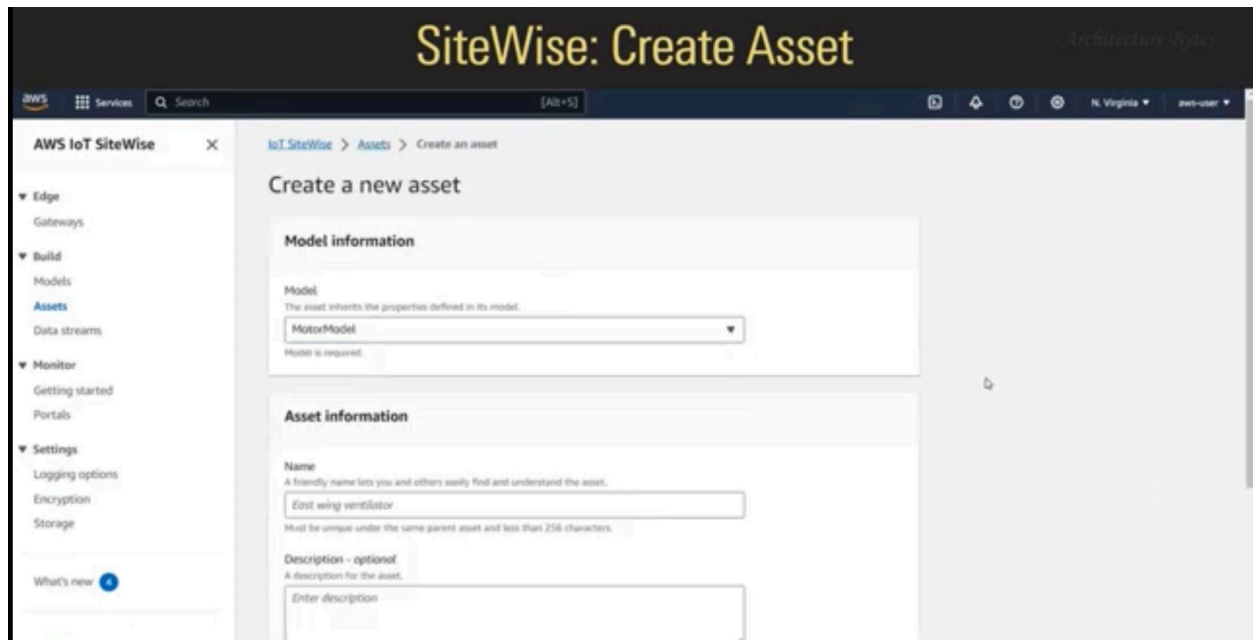 SiteWise: Create Asset
Architecture Bytes
aws
Services
Search
[Alt+S]
N. Virginia
aws-user
AWS IoT SiteWise
IoT SiteWise > Assets > Create an asset
Create a new asset
Edge
Gateways
Build
Models
Assets
Data streams
Monitor
Getting started
Portals
Settings
Logging options
Encryption
Storage
What's new 4
Model information
Model
The asset inherits the properties defined in its model.
MotorModel
Model is required.
Asset information
Name
A friendly name lets you and others easily find and understand the asset.
East wing ventilator
Must be unique under the same parent asset and less than 256 characters.
Description - optional
A description for the asset.
Enter description